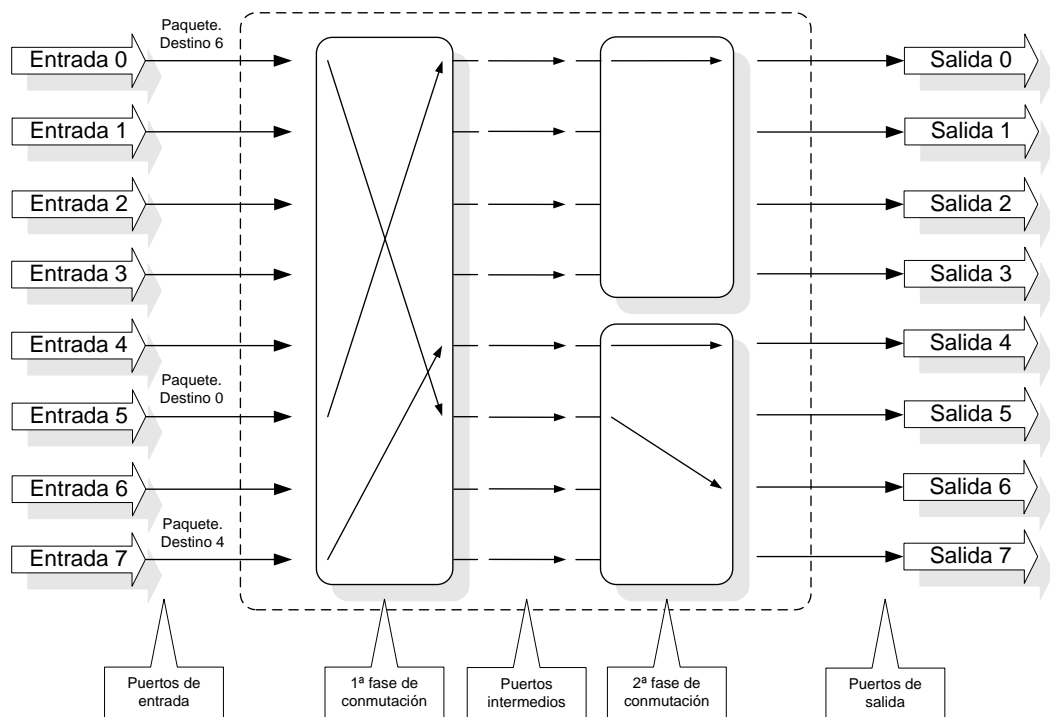 Paquete.
Destino 6
Entrada 0
Salida 0
Entrada 1
Salida 1
Entrada 2
Salida 2
Entrada 3
Salida 3
Entrada 4
Salida 4
Paquete.
Destino 0
Entrada 5
Salida 5
Entrada 6
Salida 6
Paquete.
Destino 4
Entrada 7
Salida 7
Puertos de
entrada
1ª fase de
conmutación
Puertos
intermedios
2ª fase de
conmutación
Puertos de
salida